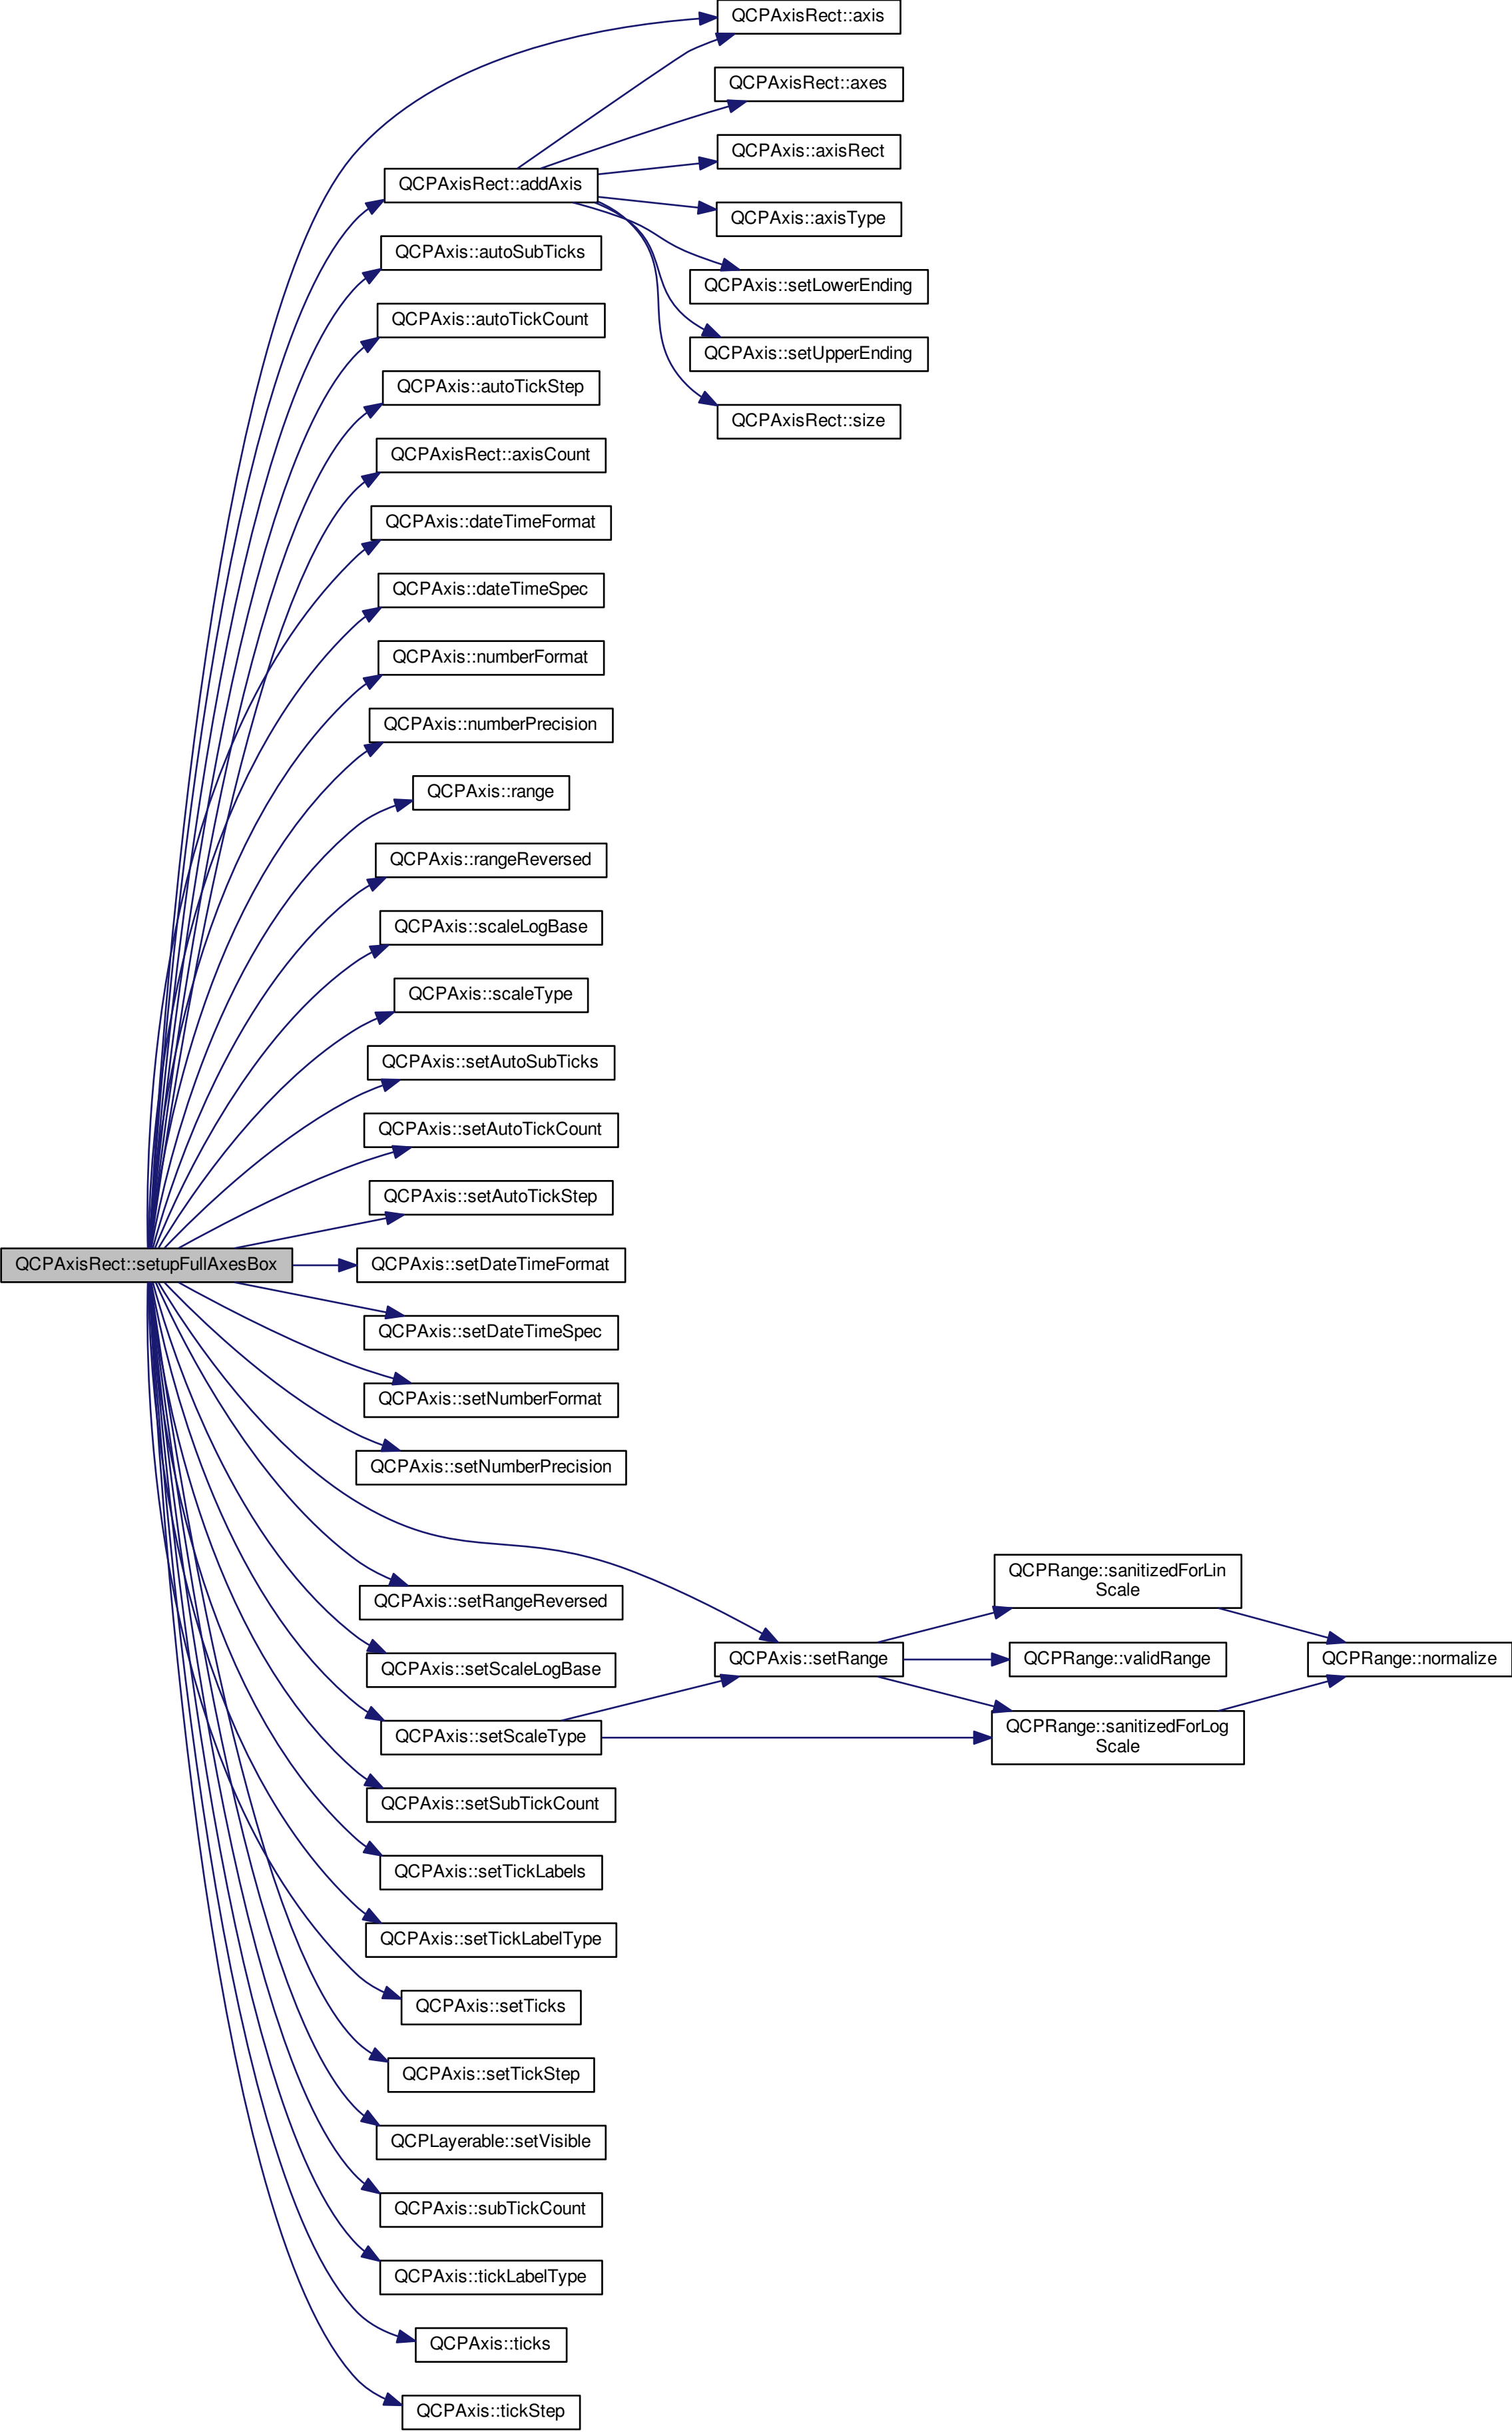 QCPAxisRect::axis
QCPAxisRect::axes
QCPAxis::axisRect
QCPAxisRect::addAxis
QCPAxis::axisType
QCPAxis::autoSubTicks
QCPAxis::setLowerEnding
QCPAxis::autoTickCount
QCPAxis::setUpperEnding
QCPAxis::autoTickStep
QCPAxisRect::size
QCPAxisRect::axisCount
QCPAxis::dateTimeFormat
QCPAxis::dateTimeSpec
QCPAxis::numberFormat
QCPAxis::numberPrecision
QCPAxis::range
QCPAxis::rangeReversed
QCPAxis::scaleLogBase
QCPAxis::scaleType
QCPAxis::setAutoSubTicks
QCPAxis::setAutoTickCount
QCPAxis::setAutoTickStep
QCPAxisRect::setupFullAxesBox
QCPAxis::setDateTimeFormat
QCPAxis::setDateTimeSpec
QCPAxis::setNumberFormat
QCPAxis::setNumberPrecision
QCPRange::sanitizedForLin
Scale
QCPAxis::setRangeReversed
QCPAxis::setRange
QCPRange::validRange
QCPRange::normalize
QCPAxis::setScaleLogBase
QCPRange::sanitizedForLog
Scale
QCPAxis::setScaleType
QCPAxis::setSubTickCount
QCPAxis::setTickLabels
QCPAxis::setTickLabelType
QCPAxis::setTicks
QCPAxis::setTickStep
QCPLayerable::setVisible
QCPAxis::subTickCount
QCPAxis::tickLabelType
QCPAxis::ticks
QCPAxis::tickStep